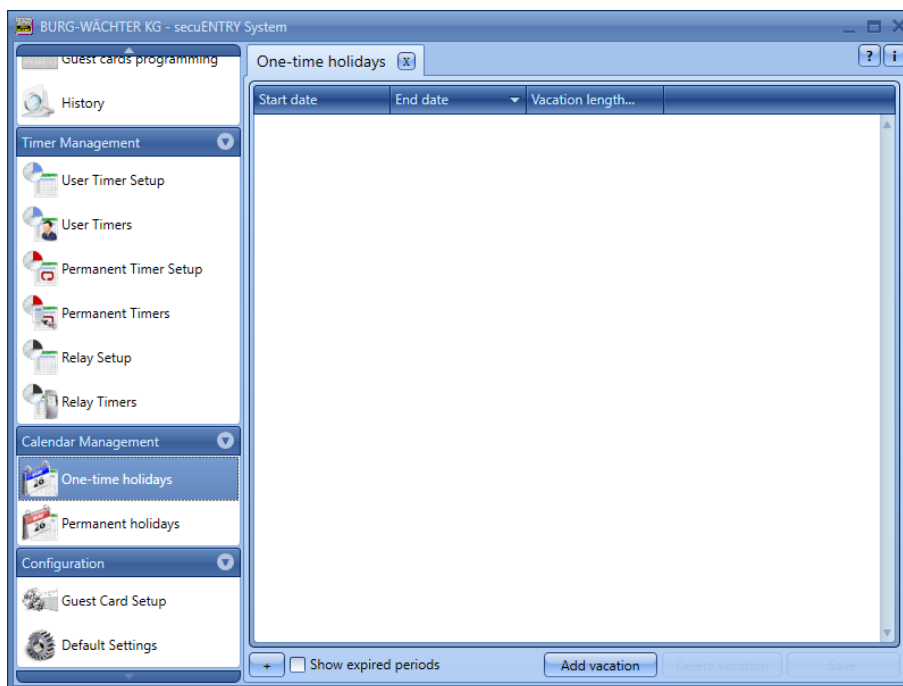 BURG-WÄCHTER KG - secuENTRY System
Guest cards programming
History
Timer Management
User Timer Setup
User Timers
Permanent Timer Setup
Permanent Timers
Relay Setup
Relay Timers
Calendar Management
One-time holidays
Permanent holidays
Configuration
Guest Card Setup
Default Settings
One-time holidays x
? i
Start date End date Vacation length...
+ Show expired periods Add vacation Delete vacation Save